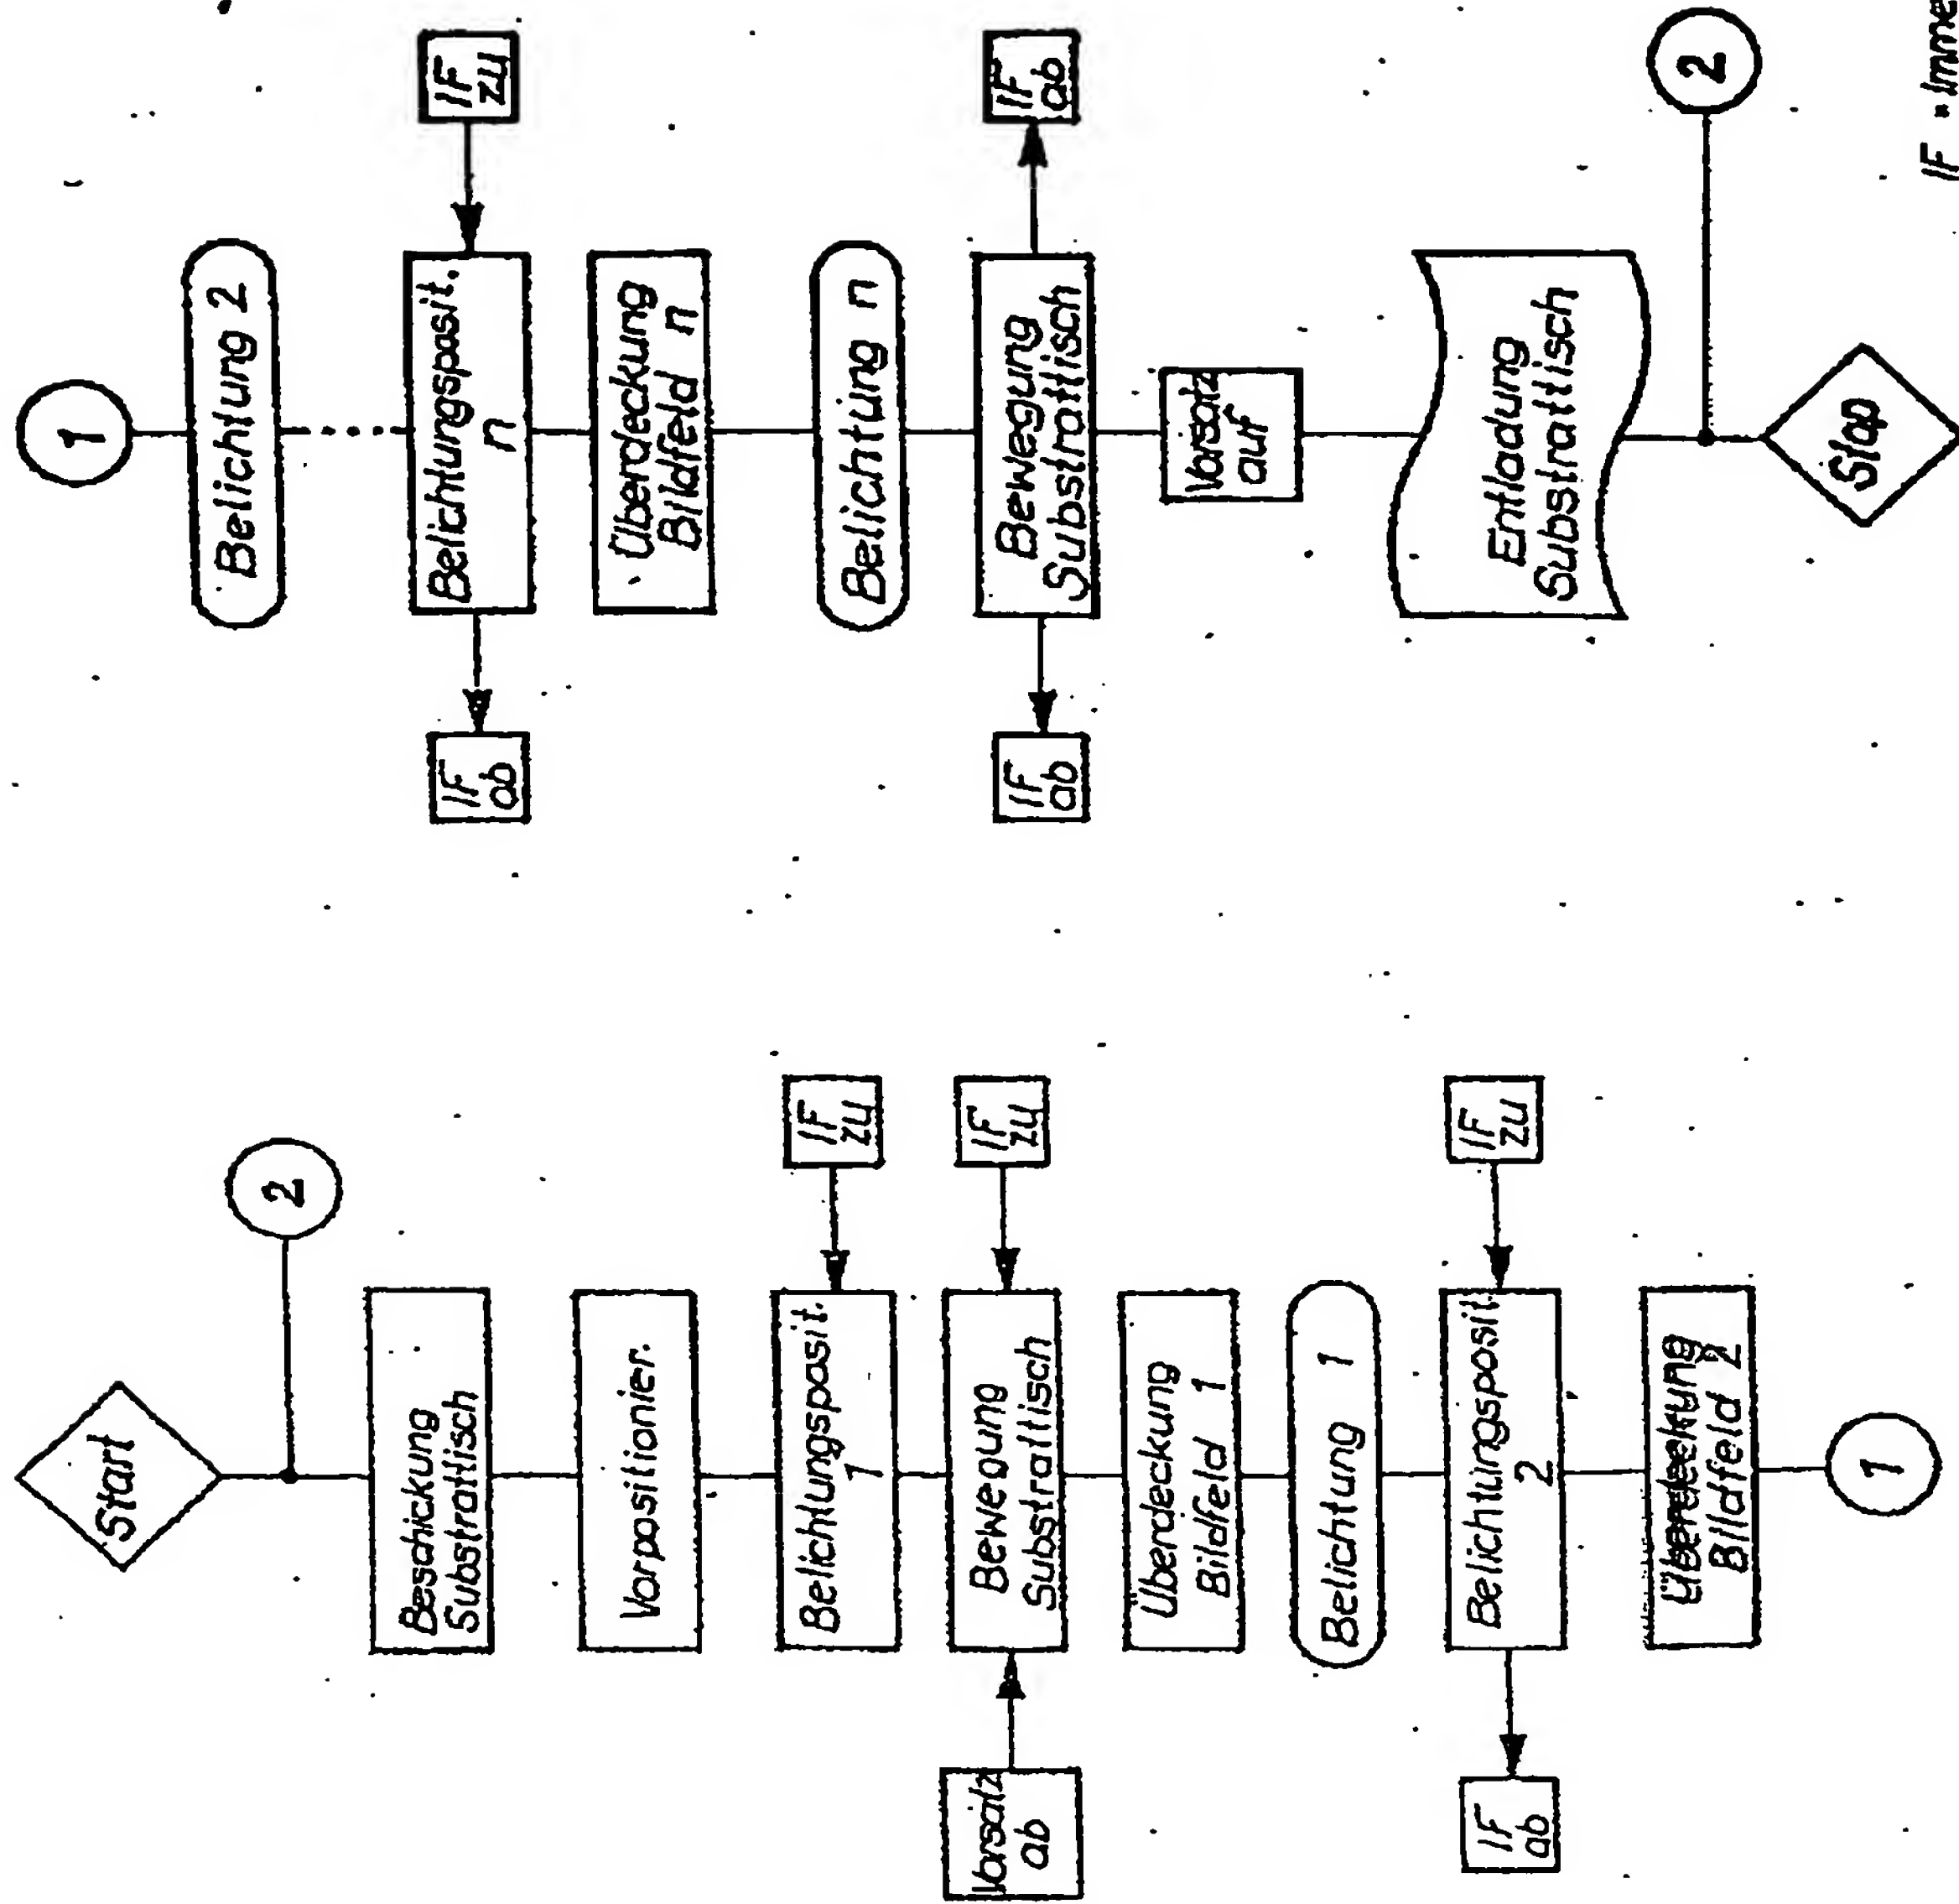 Start
2
Beschickung
Substrattisch
Vorpositionier.
Belichtungsposit.
1
IF
zu
Vorsatz
ab
Bewegung
Substrattisch
IF
zu
Überdeckung
Bildfeld 1
Belichtung 1
IF
ab
Belichtungsposit.
2
IF
zu
Überdeckung
Bildfeld 2
1
1
Belichtung 2
IF
ab
Belichtungsposit.
n
IF
zu
Überdeckung
Bildfeld n
Belichtung n
IF
ab
Bewegung
Substrattisch
IF
ab
Vorsatz
auf
Entladung
Substrattisch
2
Stop
IF =